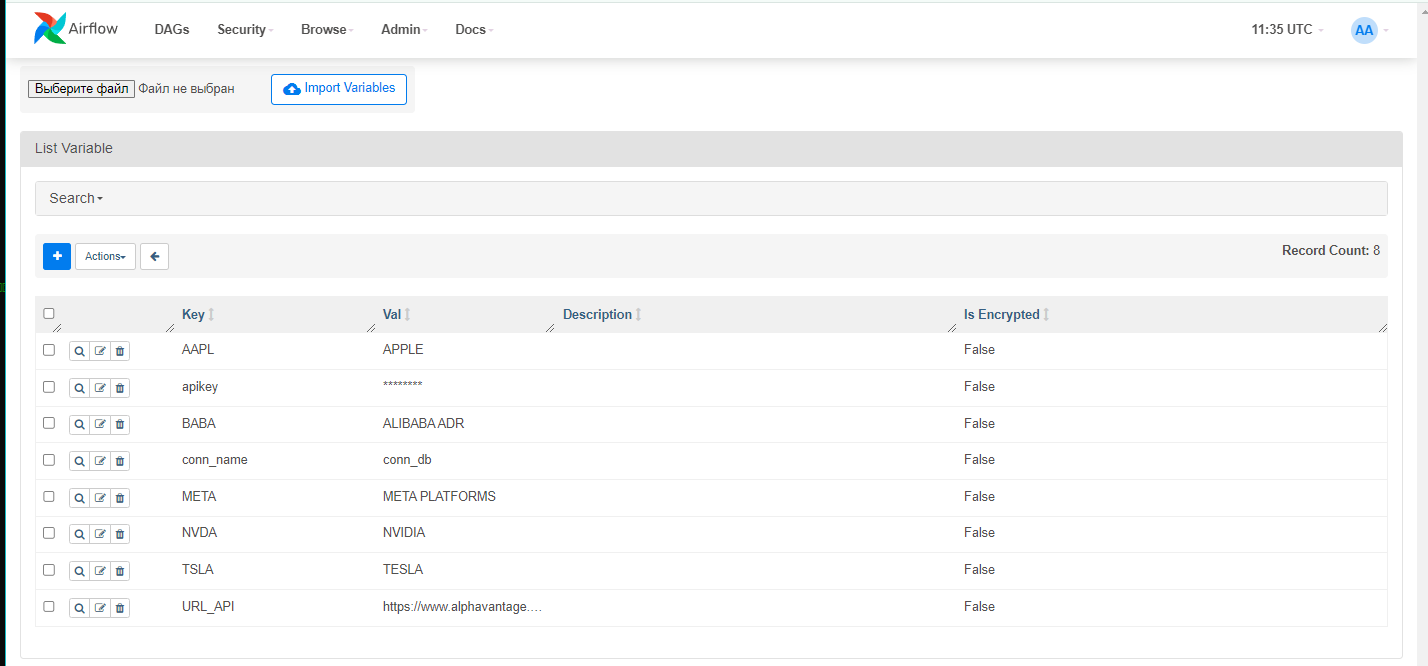 Airflow DAGs Security Browse Admin Docs 11:35 UTC AA
Выберите файл Файл не выбран Import Variables
List Variable
Search
Actions Record Count: 8
Key Val Description Is Encrypted
AAPL APPLE False
apikey ******** False
BABA ALIBABA ADR False
conn_name conn_db False
META META PLATFORMS False
NVDA NVIDIA False
TSLA TESLA False
URL_API https://www.alphavantage.… False